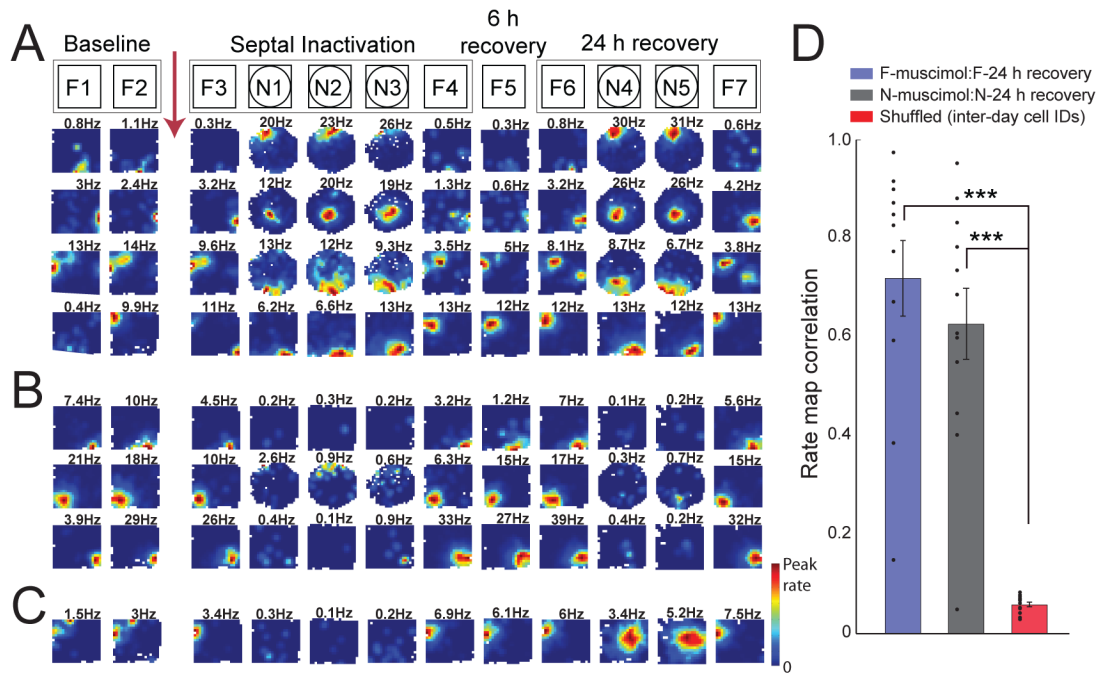 A
Baseline
Septal Inactivation
6 h
recovery
24 h recovery
F1 F2 F3 N1 N2 N3 F4 F5 F6 N4 N5 F7
0.8Hz 1.1Hz 0.3Hz 20Hz 23Hz 26Hz 0.5Hz 0.3Hz 0.8Hz 30Hz 31Hz 0.6Hz
3Hz 2.4Hz 3.2Hz 12Hz 20Hz 19Hz 1.3Hz 0.6Hz 3.2Hz 26Hz 26Hz 4.2Hz
13Hz 14Hz 9.6Hz 13Hz 12Hz 9.3Hz 3.5Hz 5Hz 8.1Hz 8.7Hz 6.7Hz 3.8Hz
0.4Hz 9.9Hz 11Hz 6.2Hz 6.6Hz 13Hz 13Hz 12Hz 12Hz 13Hz 12Hz 13Hz
B
7.4Hz 10Hz 4.5Hz 0.2Hz 0.3Hz 0.2Hz 3.2Hz 1.2Hz 7Hz 0.1Hz 0.2Hz 5.6Hz
21Hz 18Hz 10Hz 2.6Hz 0.9Hz 0.6Hz 6.3Hz 15Hz 17Hz 0.3Hz 0.7Hz 15Hz
3.9Hz 29Hz 26Hz 0.4Hz 0.1Hz 0.9Hz 33Hz 27Hz 39Hz 0.4Hz 0.2Hz 32Hz
C
1.5Hz 3Hz 3.4Hz 0.3Hz 0.1Hz 0.2Hz 6.9Hz 6.1Hz 6Hz 3.4Hz 5.2Hz 7.5Hz
Peak
rate
0
D
F-muscimol:F-24 h recovery
N-muscimol:N-24 h recovery
Shuffled (inter-day cell IDs)
Rate map correlation
1.0
0.8
0.6
0.4
0.2
0
***
***